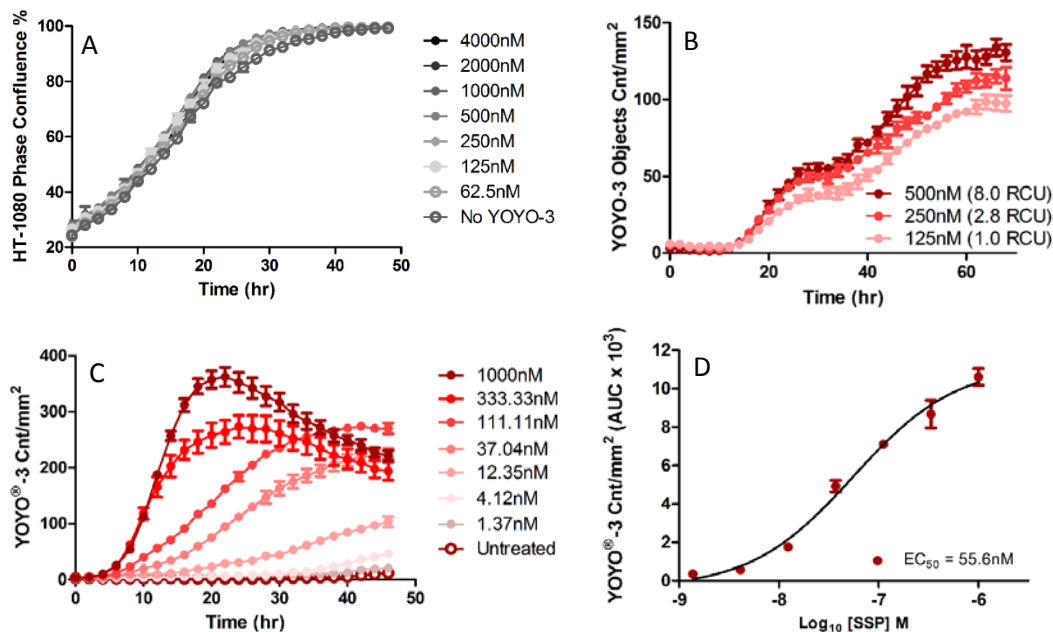 A
HT-1080 Phase Confluence %
100
80
60
40
20
0 10 20 30 40 50
Time (hr)
4000nM
2000nM
1000nM
500nM
250nM
125nM
62.5nM
No YOYO-3
B
YOYO-3 Objects Cnt/mm²
150
100
50
0
0 20 40 60
Time (hr)
500nM (8.0 RCU)
250nM (2.8 RCU)
125nM (1.0 RCU)
C
YOYO®-3 Cnt/mm²
400
300
200
100
0
0 10 20 30 40 50
Time (hr)
1000nM
333.33nM
111.11nM
37.04nM
12.35nM
4.12nM
1.37nM
Untreated
D
YOYO®-3 Cnt/mm² (AUC x 10³)
12
10
8
6
4
2
0
-9 -8 -7 -6
Log₁₀ [SSP] M
EC₅₀ = 55.6nM